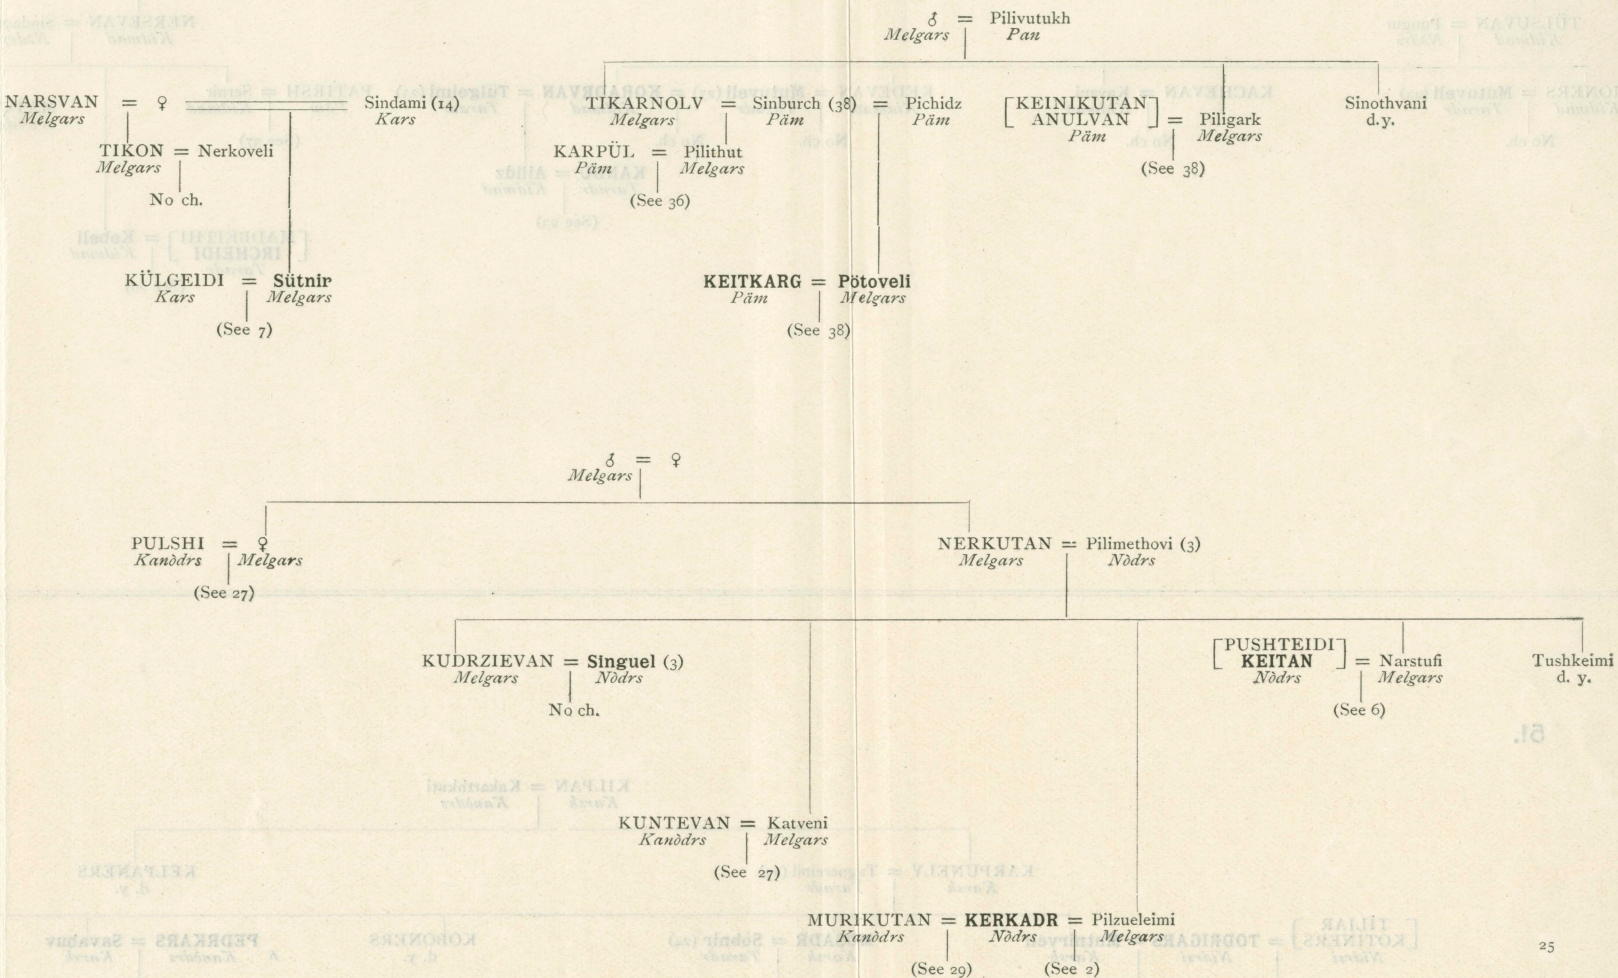 ♂ = Pilivutukh
Melgars Pan
NARSVAN = ♀ Sindami (14) TIKARNOLV = Sinburch (38) = Pichidz [KEINIKUTAN Sinothvani
Melgars Kars Melgars Päm Päm ANULVAN] = Piligark d.y.
Päm Melgars
(See 38)
TIKON = Nerkoveli KARPÜL = Pilithut
Melgars Päm Melgars
No ch. (See 36)
KÜLGEIDI = Sütnir KEITKARG = Pötoveli
Kars Melgars Päm Melgars
(See 7) (See 38)
♂ = ♀
Melgars
PULSHI = ♀ NERKUTAN = Pilimethovi (3)
Kanòdrs Melgars Melgars Nòdrs
(See 27)
KUDRZIEVAN = Singuel (3) [PUSHTEIDI Tushkeimi
Melgars Nòdrs KEITAN] = Narstufi d. y.
No ch. Nòdrs Melgars
(See 6)
KUNTEVAN = Katveni
Kanòdrs Melgars
(See 27)
MURIKUTAN = KERKADR = Pilzueleimi
Kanòdrs Nòdrs Melgars
(See 29) (See 2)
25